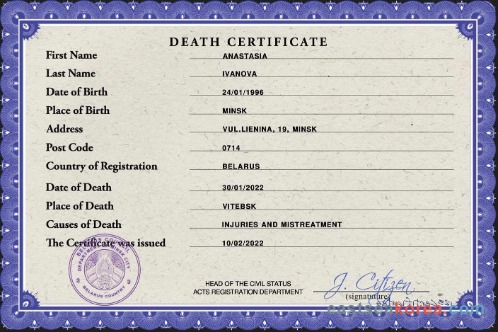 DEATH CERTIFICATE
First Name ANASTASIA
Last Name IVANOVA
Date of Birth 24/01/1996
Place of Birth MINSK
Address VUL.LIENINA, 19, MINSK
Post Code 0714
Country of Registration BELARUS
Date of Death 30/01/2022
Place of Death VITEBSK
Causes of Death INJURIES AND MISTREATMENT
The Certificate was issued 10/02/2022
BELARUS COUNTRY
HEAD OF THE CIVIL STATUS
ACTS REGISTRATION DEPARTMENT
J. Citizen
(signature)